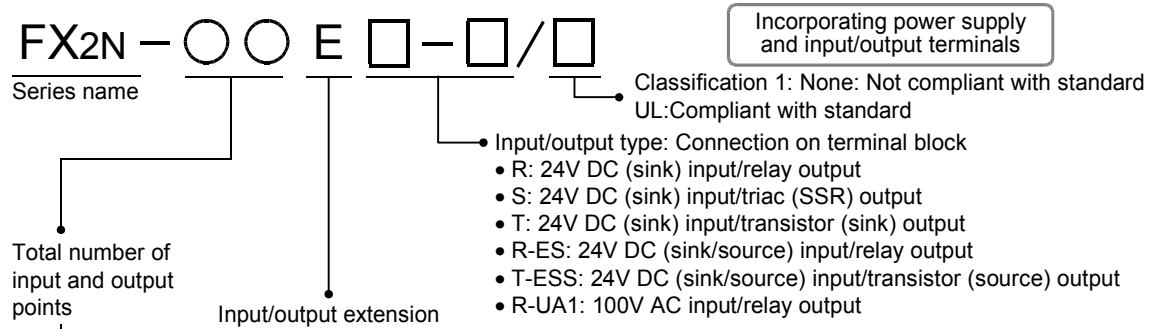 FX2N – ○○ E □ – □/□
Incorporating power supply
and input/output terminals
Series name
Classification 1: None: Not compliant with standard
UL:Compliant with standard
Input/output type: Connection on terminal block
• R: 24V DC (sink) input/relay output
• S: 24V DC (sink) input/triac (SSR) output
• T: 24V DC (sink) input/transistor (sink) output
• R-ES: 24V DC (sink/source) input/relay output
• T-ESS: 24V DC (sink/source) input/transistor (source) output
• R-UA1: 100V AC input/relay output
Total number of
input and output
points
Input/output extension